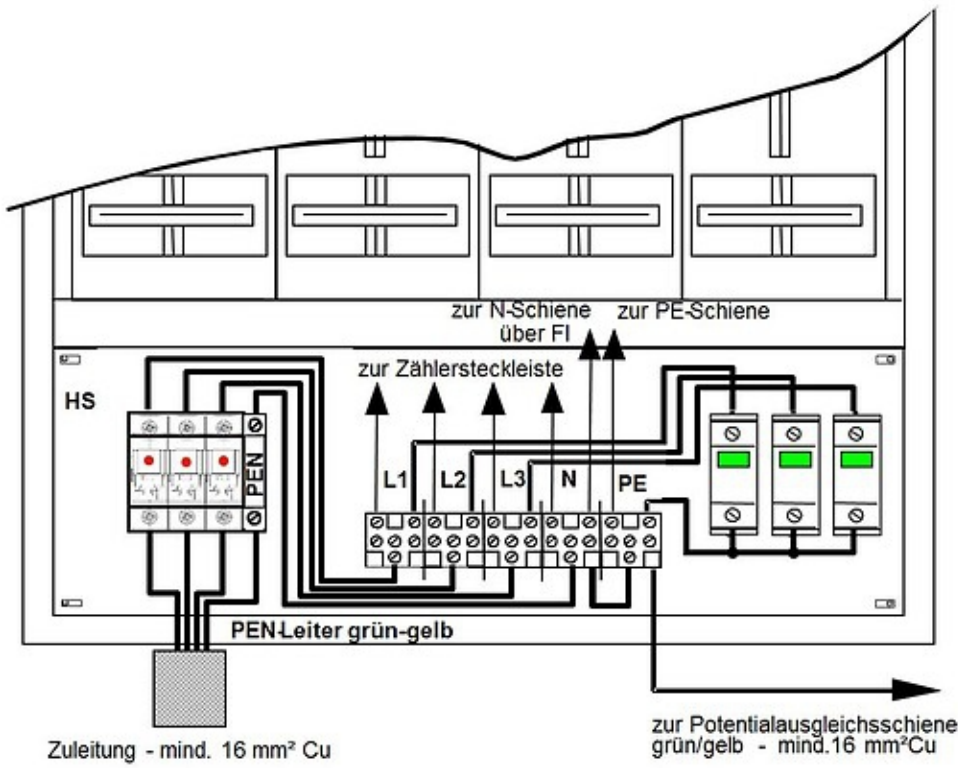 zur N-Schiene
über FI
zur PE-Schiene
zur Zählersteckleiste
HS
PEN
L1
L2
L3
N
PE
PEN-Leiter grün-gelb
Zuleitung - mind. 16 mm² Cu
zur Potentialausgleichsschiene
grün/gelb - mind.16 mm²Cu